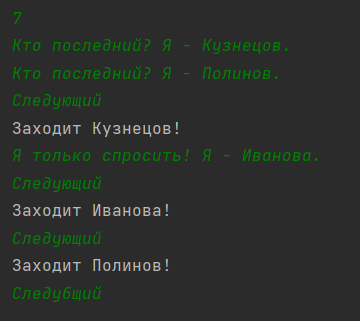 7
Кто последний? Я - Кузнецов.
Кто последний? Я - Полинов.
Следующий
Заходит Кузнецов!
Я только спросить! Я - Иванова.
Следующий
Заходит Иванова!
Следующий
Заходит Полинов!
Следубщий